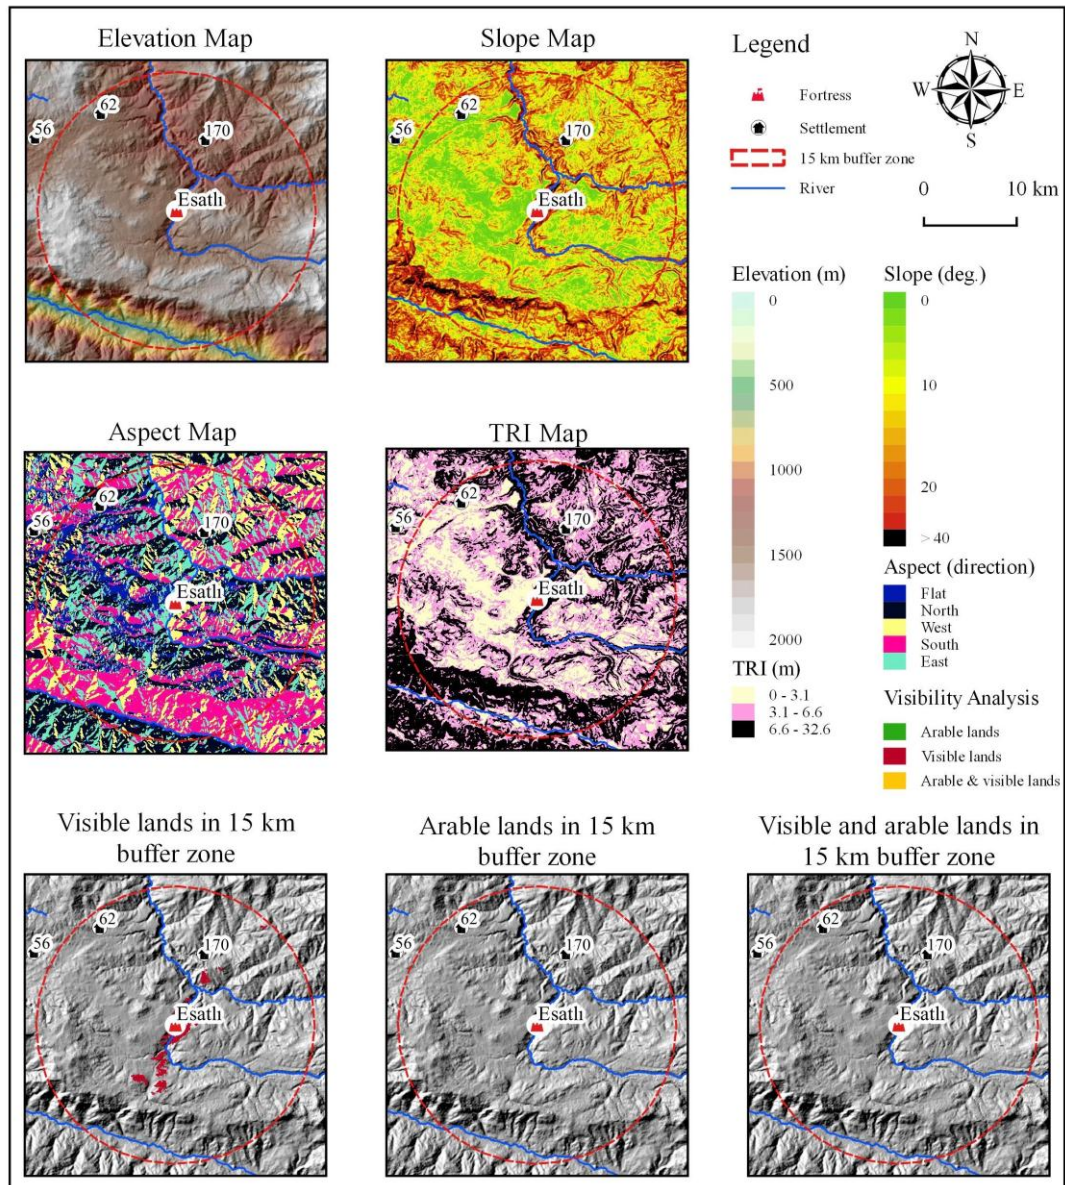 Elevation Map
62
56
170
Esatlı
Slope Map
62
56
170
Esatlı
Legend
Fortress
Settlement
15 km buffer zone
River
N
W
E
S
0 10 km
Elevation (m)
0
500
1000
1500
2000
Slope (deg.)
0
10
20
> 40
Aspect (direction)
Flat
North
West
South
East
TRI (m)
0 - 3.1
3.1 - 6.6
6.6 - 32.6
Visibility Analysis
Arable lands
Visible lands
Arable & visible lands
Aspect Map
62
56
170
Esatlı
TRI Map
62
56
170
Esatlı
Visible lands in 15 km
buffer zone
62
56
170
Esatlı
Arable lands in 15 km
buffer zone
62
56
170
Esatlı
Visible and arable lands in
15 km buffer zone
62
56
170
Esatlı